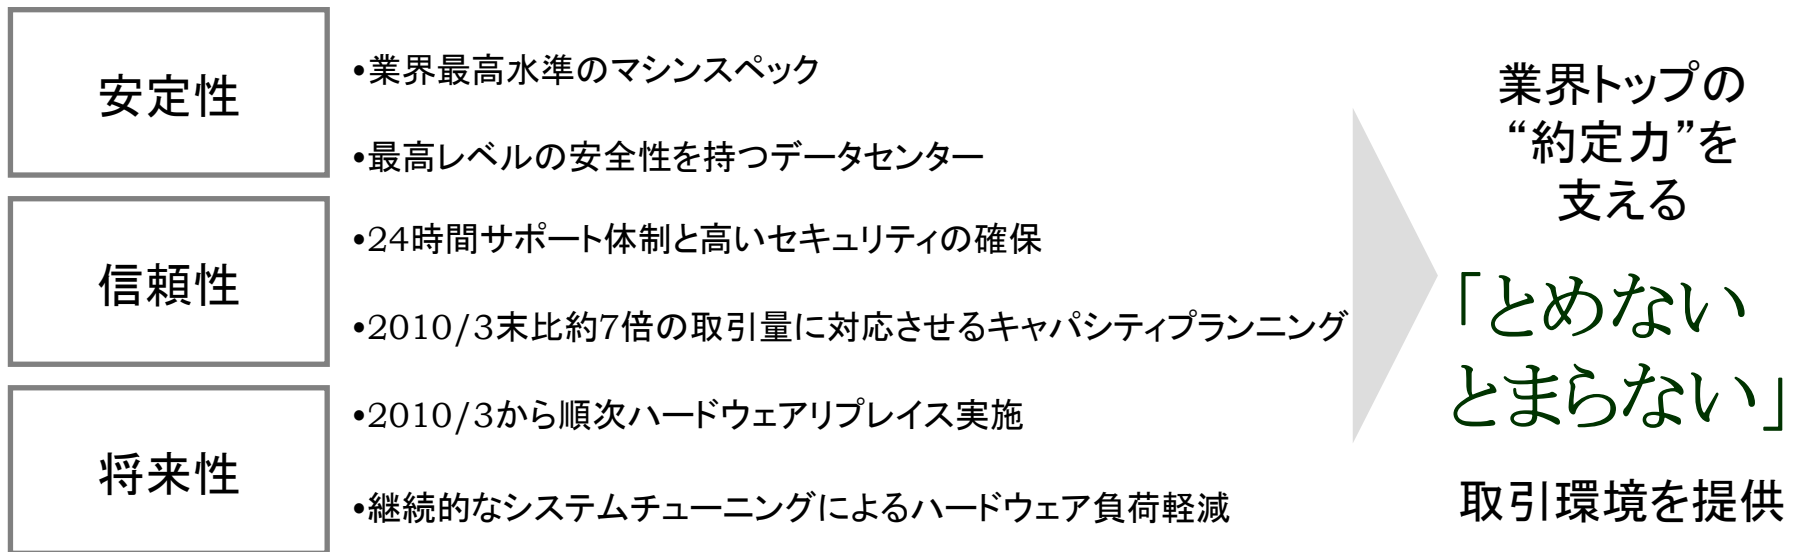 安定性
•業界最高水準のマシンスペック
•最高レベルの安全性を持つデータセンター
信頼性
•24時間サポート体制と高いセキュリティの確保
•2010/3末比約7倍の取引量に対応させるキャパシティプランニング
将来性
•2010/3から順次ハードウェアリプレイス実施
•継続的なシステムチューニングによるハードウェア負荷軽減
業界トップの
“約定力”を
支える
「とめない
とまらない」
取引環境を提供